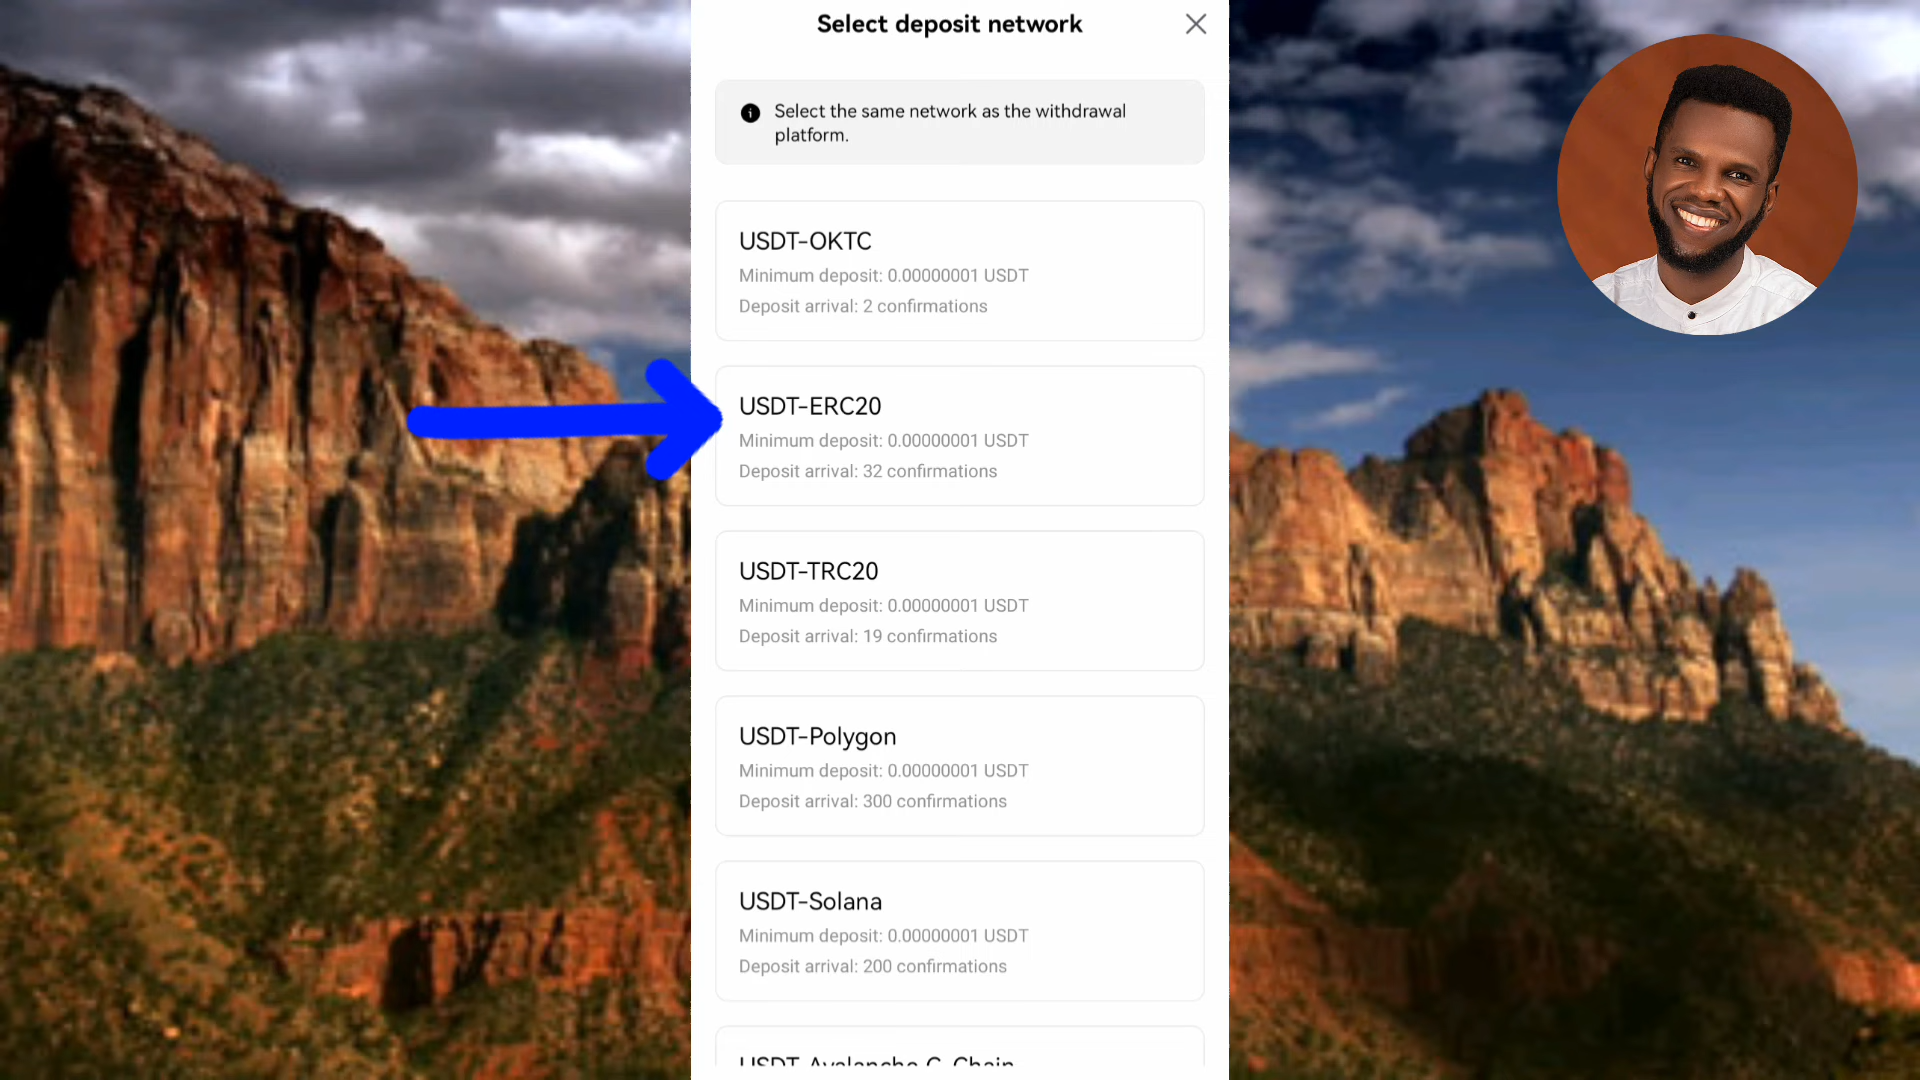 Select deposit network
Select the same network as the withdrawal
platform.
USDT-OKTC
Minimum deposit: 0.00000001 USDT
Deposit arrival: 2 confirmations
USDT-ERC20
Minimum deposit: 0.00000001 USDT
Deposit arrival: 32 confirmations
USDT-TRC20
Minimum deposit: 0.00000001 USDT
Deposit arrival: 19 confirmations
USDT-Polygon
Minimum deposit: 0.00000001 USDT
Deposit arrival: 300 confirmations
USDT-Solana
Minimum deposit: 0.00000001 USDT
Deposit arrival: 200 confirmations
USDT-Avalanche C-Chain